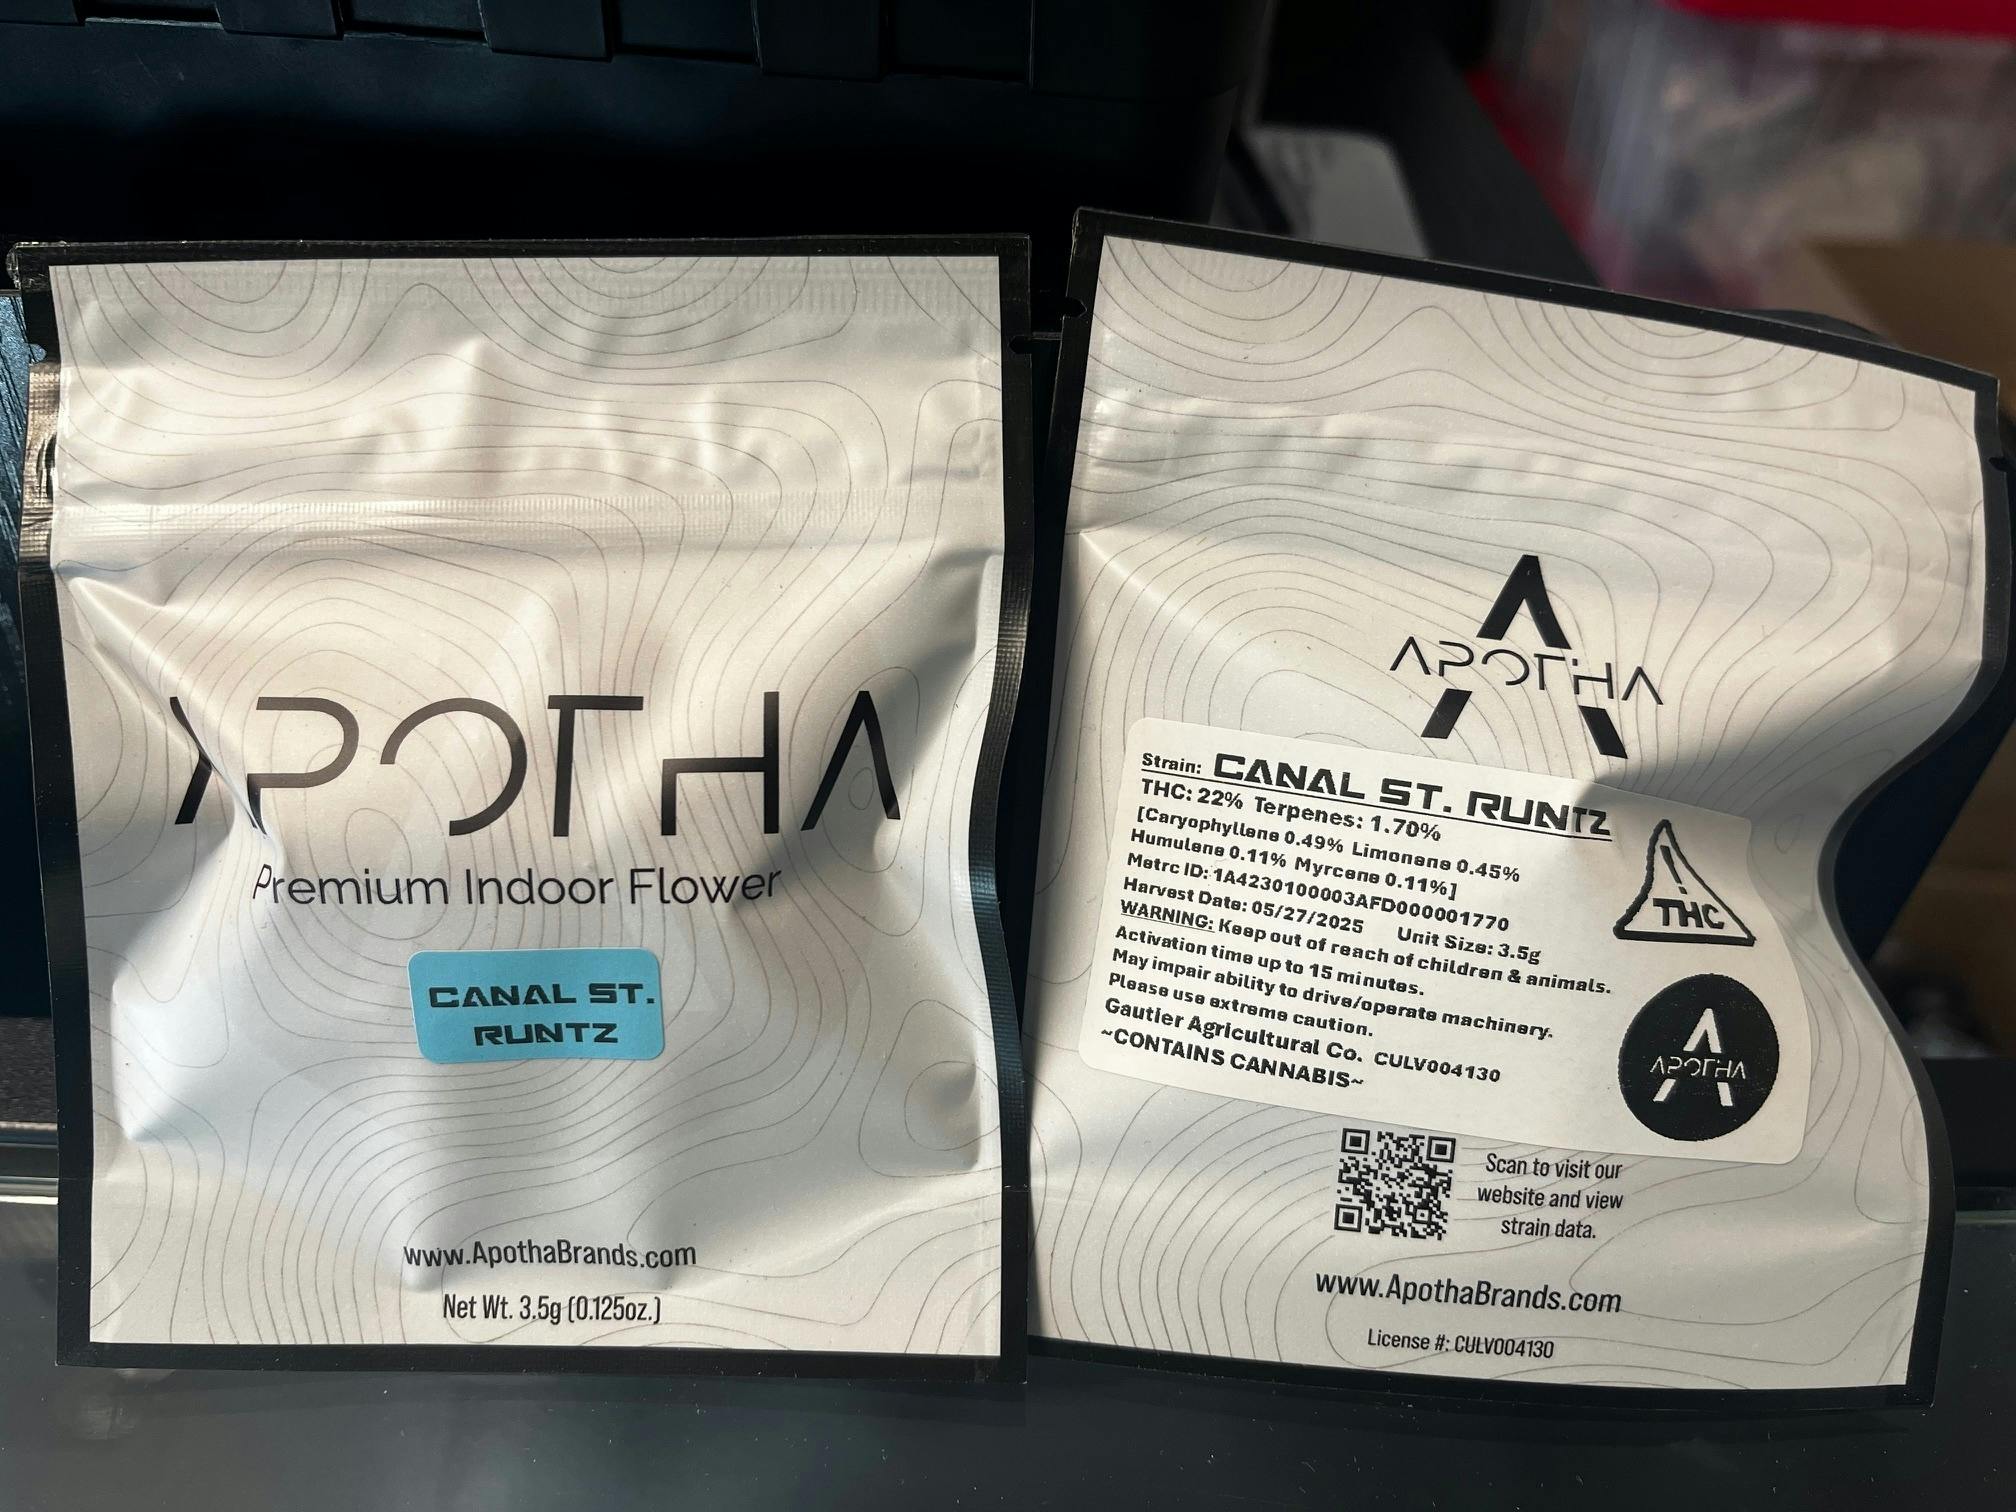 APOTHA
Premium Indoor Flower
CANAL ST.
RUNTZ
www.ApothaBrands.com
Net Wt. 3.5g (0.125oz.)
APOTHA
Strain: CANAL ST. RUNTZ
THC: 22% Terpenes: 1.70%
[Caryophyllene 0.49% Limonene 0.45%
Humulene 0.11% Myrcene 0.11%]
Metrc ID: 1A4230100003AFD000001770
Harvest Date: 05/27/2025 Unit Size: 3.5g
WARNING: Keep out of reach of children & animals.
Activation time up to 15 minutes.
May impair ability to drive/operate machinery.
Please use extreme caution.
Gautier Agricultural Co. CULV004130
~CONTAINS CANNABIS~
!
THC
APOTHA
Scan to visit our
website and view
strain data.
www.ApothaBrands.com
License #: CULV004130